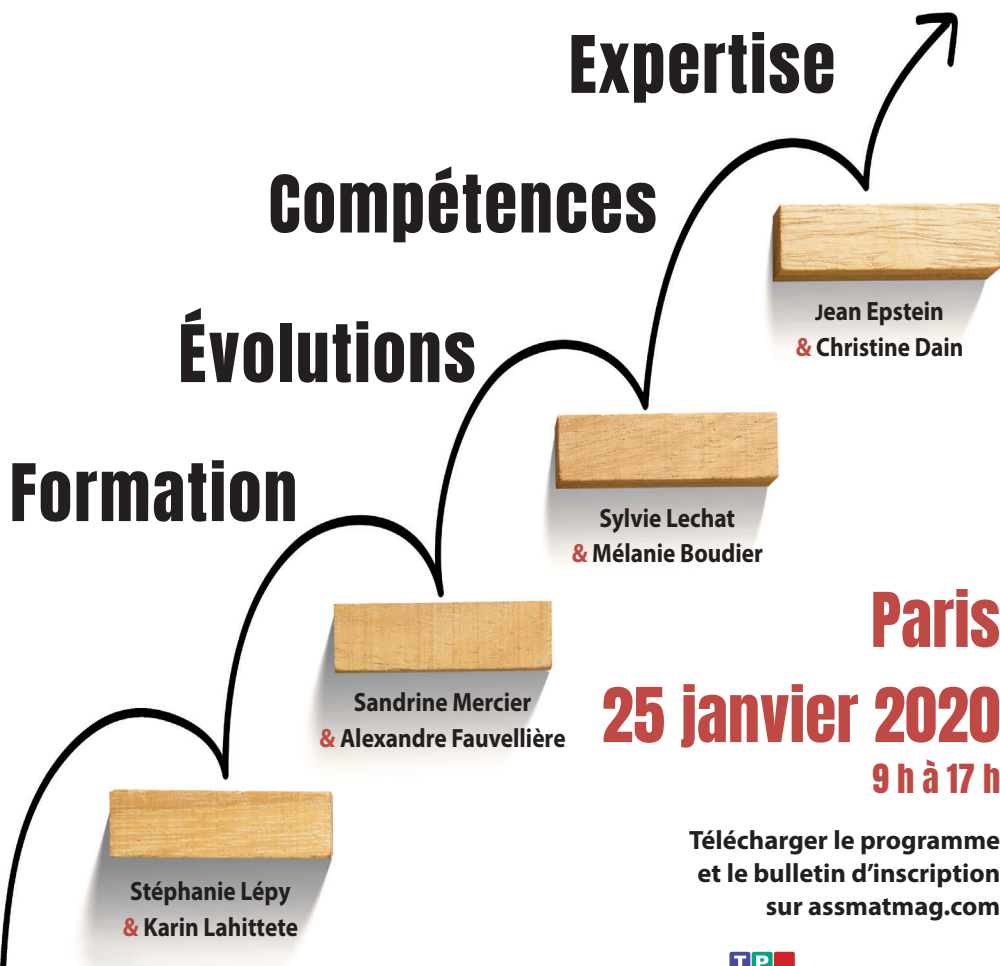 Expertise
Compétences
Jean Epstein
& Christine Dain
Évolutions
Formation
Sylvie Lechat
& Mélanie Boudier
Paris
25 janvier 2020
9 h à 17 h
Sandrine Mercier
& Alexandre Fauvellière
Télécharger le programme
et le bulletin d’inscription
sur assmatmag.com
Stéphanie Lépy
& Karin Lahittete
TP